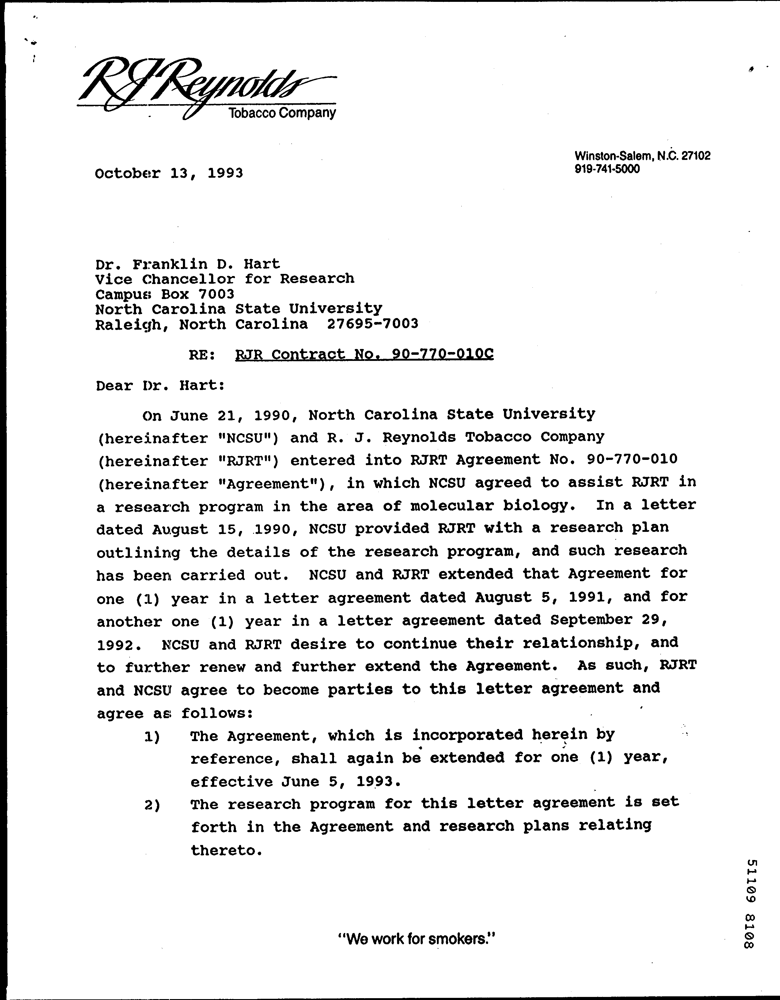 RJReynolds
Tobacco Company
Winston-Salem, N.C. 27102
919-741-5000
October 13, 1993
Dr. Franklin D. Hart
Vice Chancellor for Research
Campus Box 7003
North Carolina State University
Raleigh, North Carolina 27695-7003
RE: RJR Contract No. 90-770-010C
Dear Dr. Hart:
On June 21, 1990, North Carolina State University
(hereinafter "NCSU") and R. J. Reynolds Tobacco Company
(hereinafter "RJRT") entered into RJRT Agreement No. 90-770-010
(hereinafter "Agreement"), in which NCSU agreed to assist RJRT in
a research program in the area of molecular biology. In a letter
dated August 15, 1990, NCSU provided RJRT with a research plan
outlining the details of the research program, and such research
has been carried out. NCSU and RJRT extended that Agreement for
one (1) year in a letter agreement dated August 5, 1991, and for
another one (1) year in a letter agreement dated September 29,
1992. NCSU and RJRT desire to continue their relationship, and
to further renew and further extend the Agreement. As such, RJRT
and NCSU agree to become parties to this letter agreement and
agree as follows:
1) The Agreement, which is incorporated herein by
reference, shall again be extended for one (1) year,
effective June 5, 1993.
2) The research program for this letter agreement is set
forth in the Agreement and research plans relating
thereto.
51109 8108
"We work for smokers."